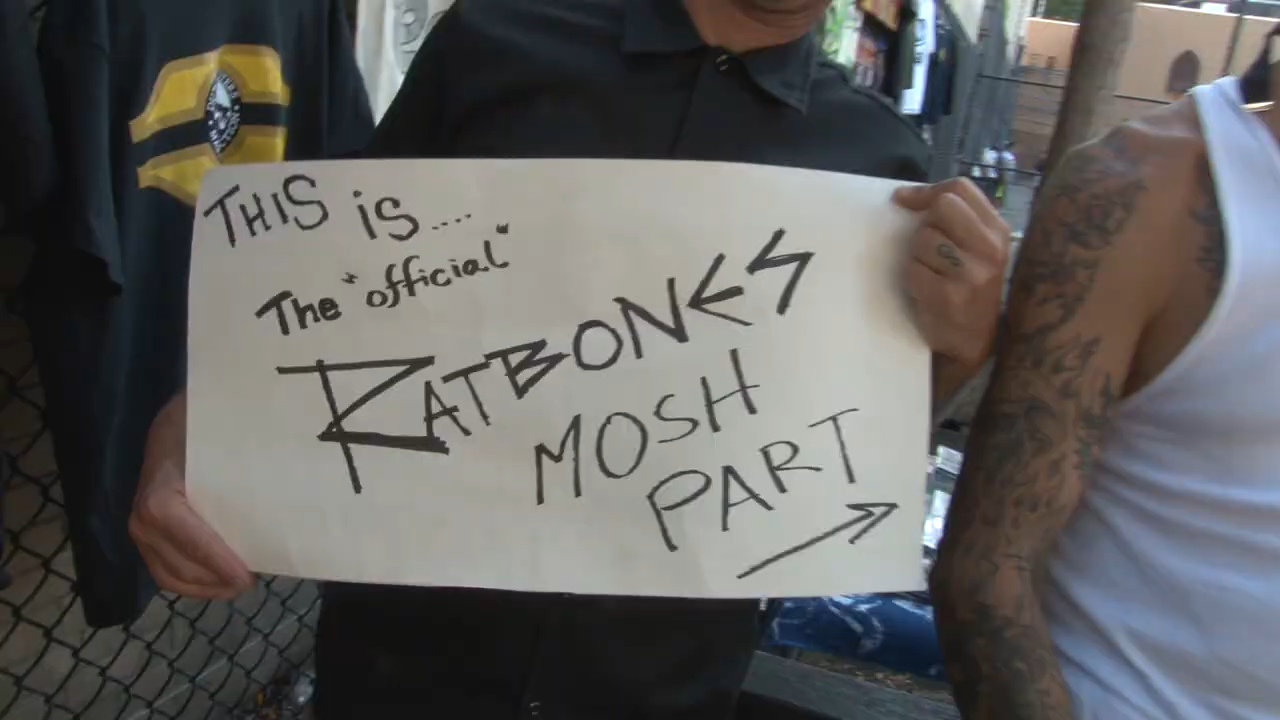 THIS iS.....
The "official"
RATBONES
MOSH
PART